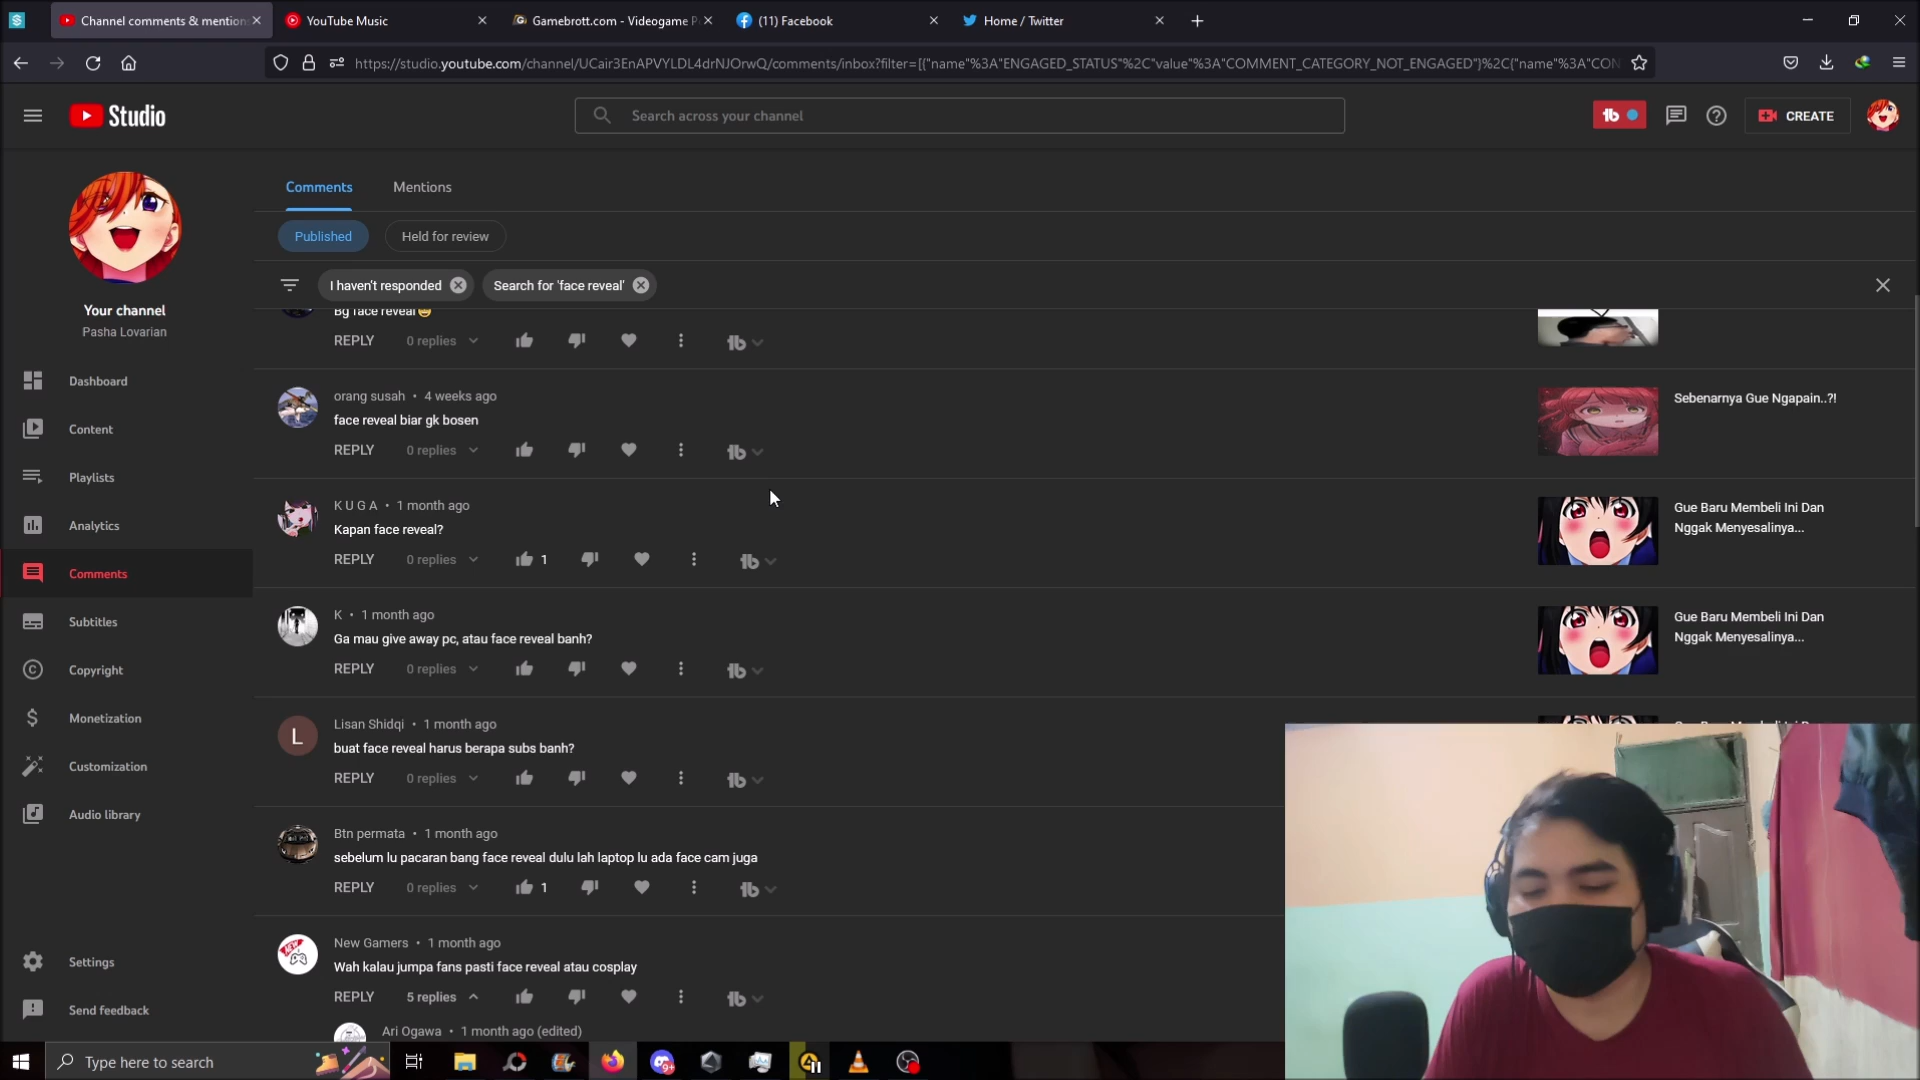 Channel comments & mention
YouTube Music
Gamebrott.com - Videogame P
(11) Facebook
Home / Twitter
https://studio.youtube.com/channel/UCair3EnAPVYLDL4drNJOrwQ/comments/inbox?filter=[{"name"%3A"ENGAGED_STATUS"%2C"value"%3A"COMMENT_CATEGORY_NOT_ENGAGED"}%2C{"name"%3A"CON
Studio
Search across your channel
CREATE
Your channel
Pasha Lovarian
Dashboard
Content
Playlists
Analytics
Comments
Subtitles
Copyright
Monetization
Customization
Audio library
Settings
Send feedback
Comments
Mentions
Published
Held for review
I haven't responded
Search for 'face reveal'
Bg face reveal
REPLY
0 replies
orang susah • 4 weeks ago
face reveal biar gk bosen
REPLY
0 replies
Sebenarnya Gue Ngapain..?!
K U G A • 1 month ago
Kapan face reveal?
REPLY
0 replies
1
Gue Baru Membeli Ini Dan
Nggak Menyesalinya...
K • 1 month ago
Ga mau give away pc, atau face reveal banh?
REPLY
0 replies
Gue Baru Membeli Ini Dan
Nggak Menyesalinya...
L
Lisan Shidqi • 1 month ago
buat face reveal harus berapa subs banh?
REPLY
0 replies
Btn permata • 1 month ago
sebelum lu pacaran bang face reveal dulu lah laptop lu ada face cam juga
REPLY
0 replies
1
New Gamers • 1 month ago
Wah kalau jumpa fans pasti face reveal atau cosplay
REPLY
5 replies
Ari Ogawa • 1 month ago (edited)
Type here to search
9+